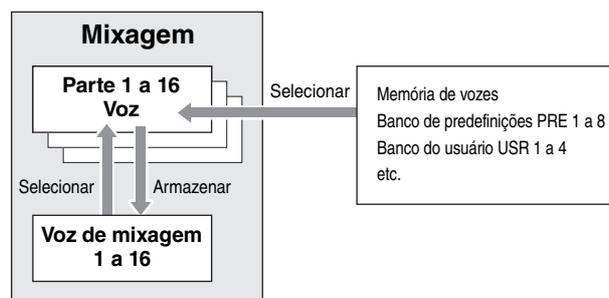 Mixagem
Parte 1 a 16
Voz
Selecionar
Memória de vozes
Banco de predefinições PRE 1 a 8
Banco do usuário USR 1 a 4
etc.
Selecionar
Armazenar
Voz de mixagem
1 a 16